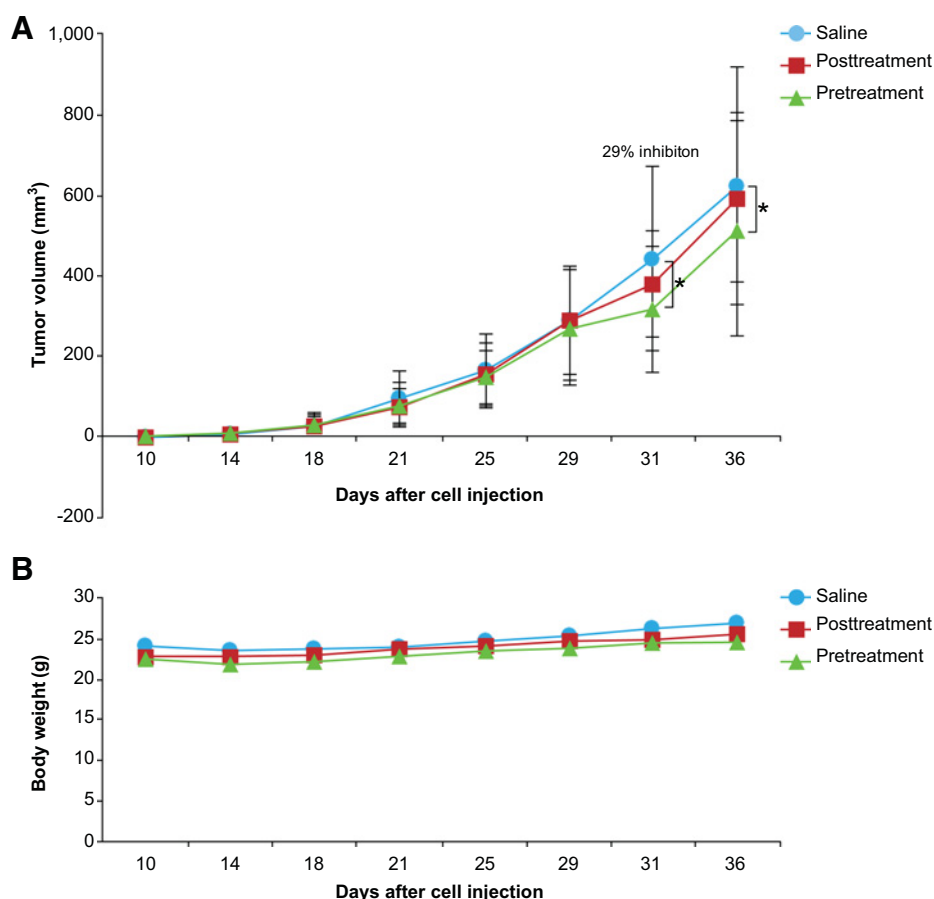 A
1,000
800
600
400
200
0
-200
Tumor volume (mm³)
29% inhibiton
*
*
Saline
Posttreatment
Pretreatment
10 14 18 21 25 29 31 36
Days after cell injection
B
30
25
20
15
10
5
0
Body weight (g)
Saline
Posttreatment
Pretreatment
10 14 18 21 25 29 31 36
Days after cell injection